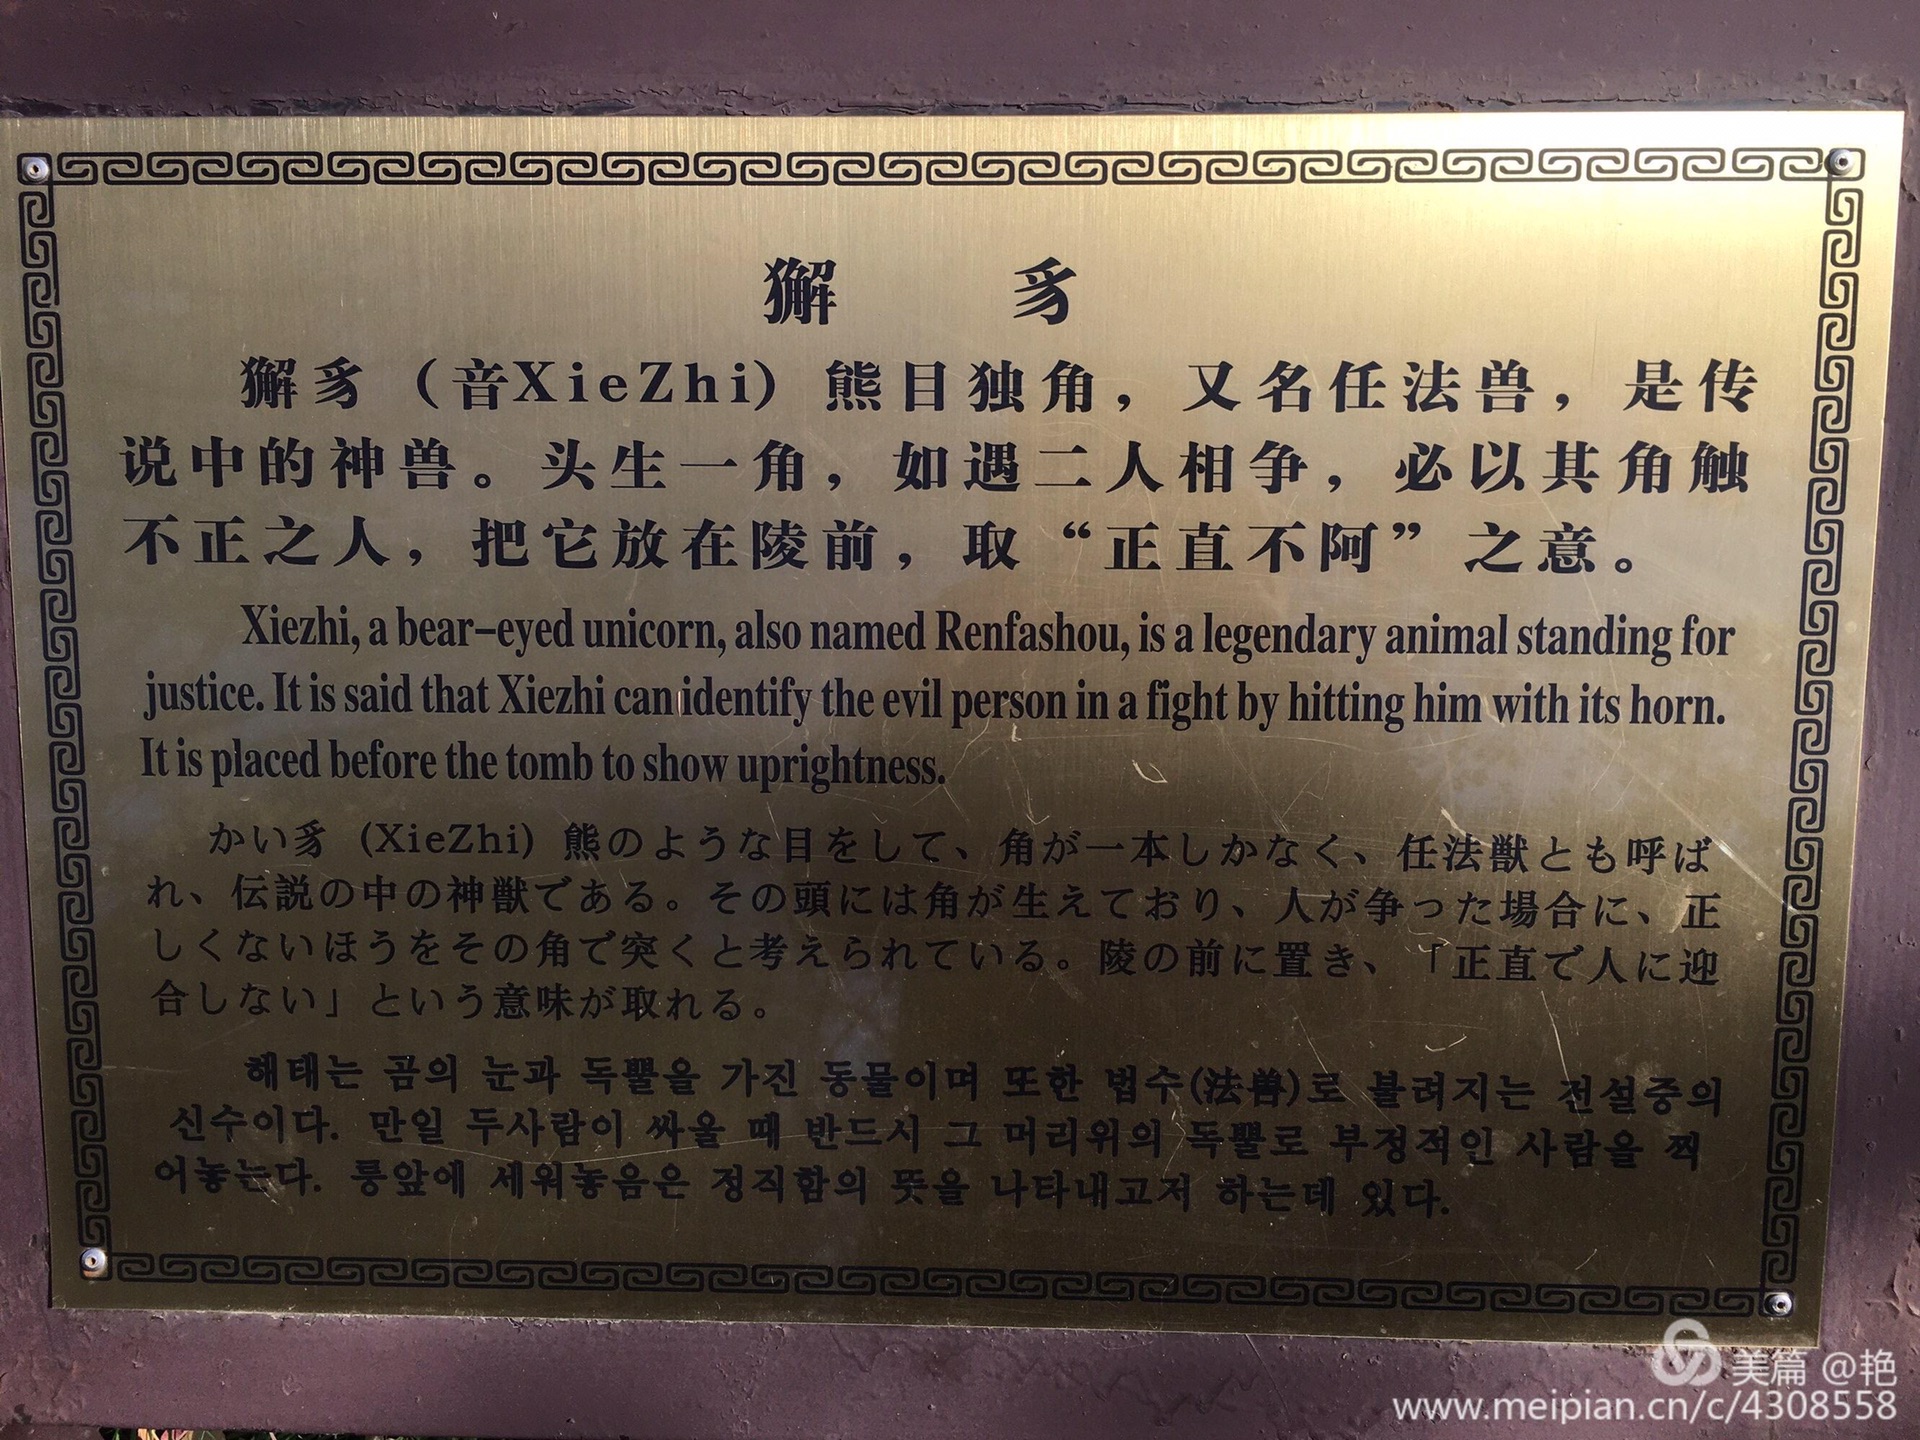 獬 豸
獬豸（音XieZhi）熊目独角，又名任法兽，是传
说中的神兽。头生一角，如遇二人相争，必以其角触
不正之人，把它放在陵前，取“正直不阿”之意。
Xiezhi, a bear-eyed unicorn, also named Renfashou, is a legendary animal standing for
justice. It is said that Xiezhi can identify the evil person in a fight by hitting him with its horn.
It is placed before the tomb to show uprightness.
かい豸 (XieZhi) 熊のような目をして、角が一本しかなく、任法獣とも呼ば
れ、伝説の中の神獣である。その頭には角が生えており、人が争った場合に、正
しくないほうをその角で突くと考えられている。陵の前に置き、「正直で人に迎
合しない」という意味が取れる。
해태는 곰의 눈과 독뿔을 가진 동물이며 또한 법수(法兽)로 불려지는 전설중의
신수이다. 만일 두사람이 싸울 때 반드시 그 머리위의 독뿔로 부정적인 사람을 찍
어놓는다. 릉앞에 세워놓음은 정직함의 뜻을 나타내고저 하는데 있다.
美篇 @艳
www.meipian.cn/c/4308558